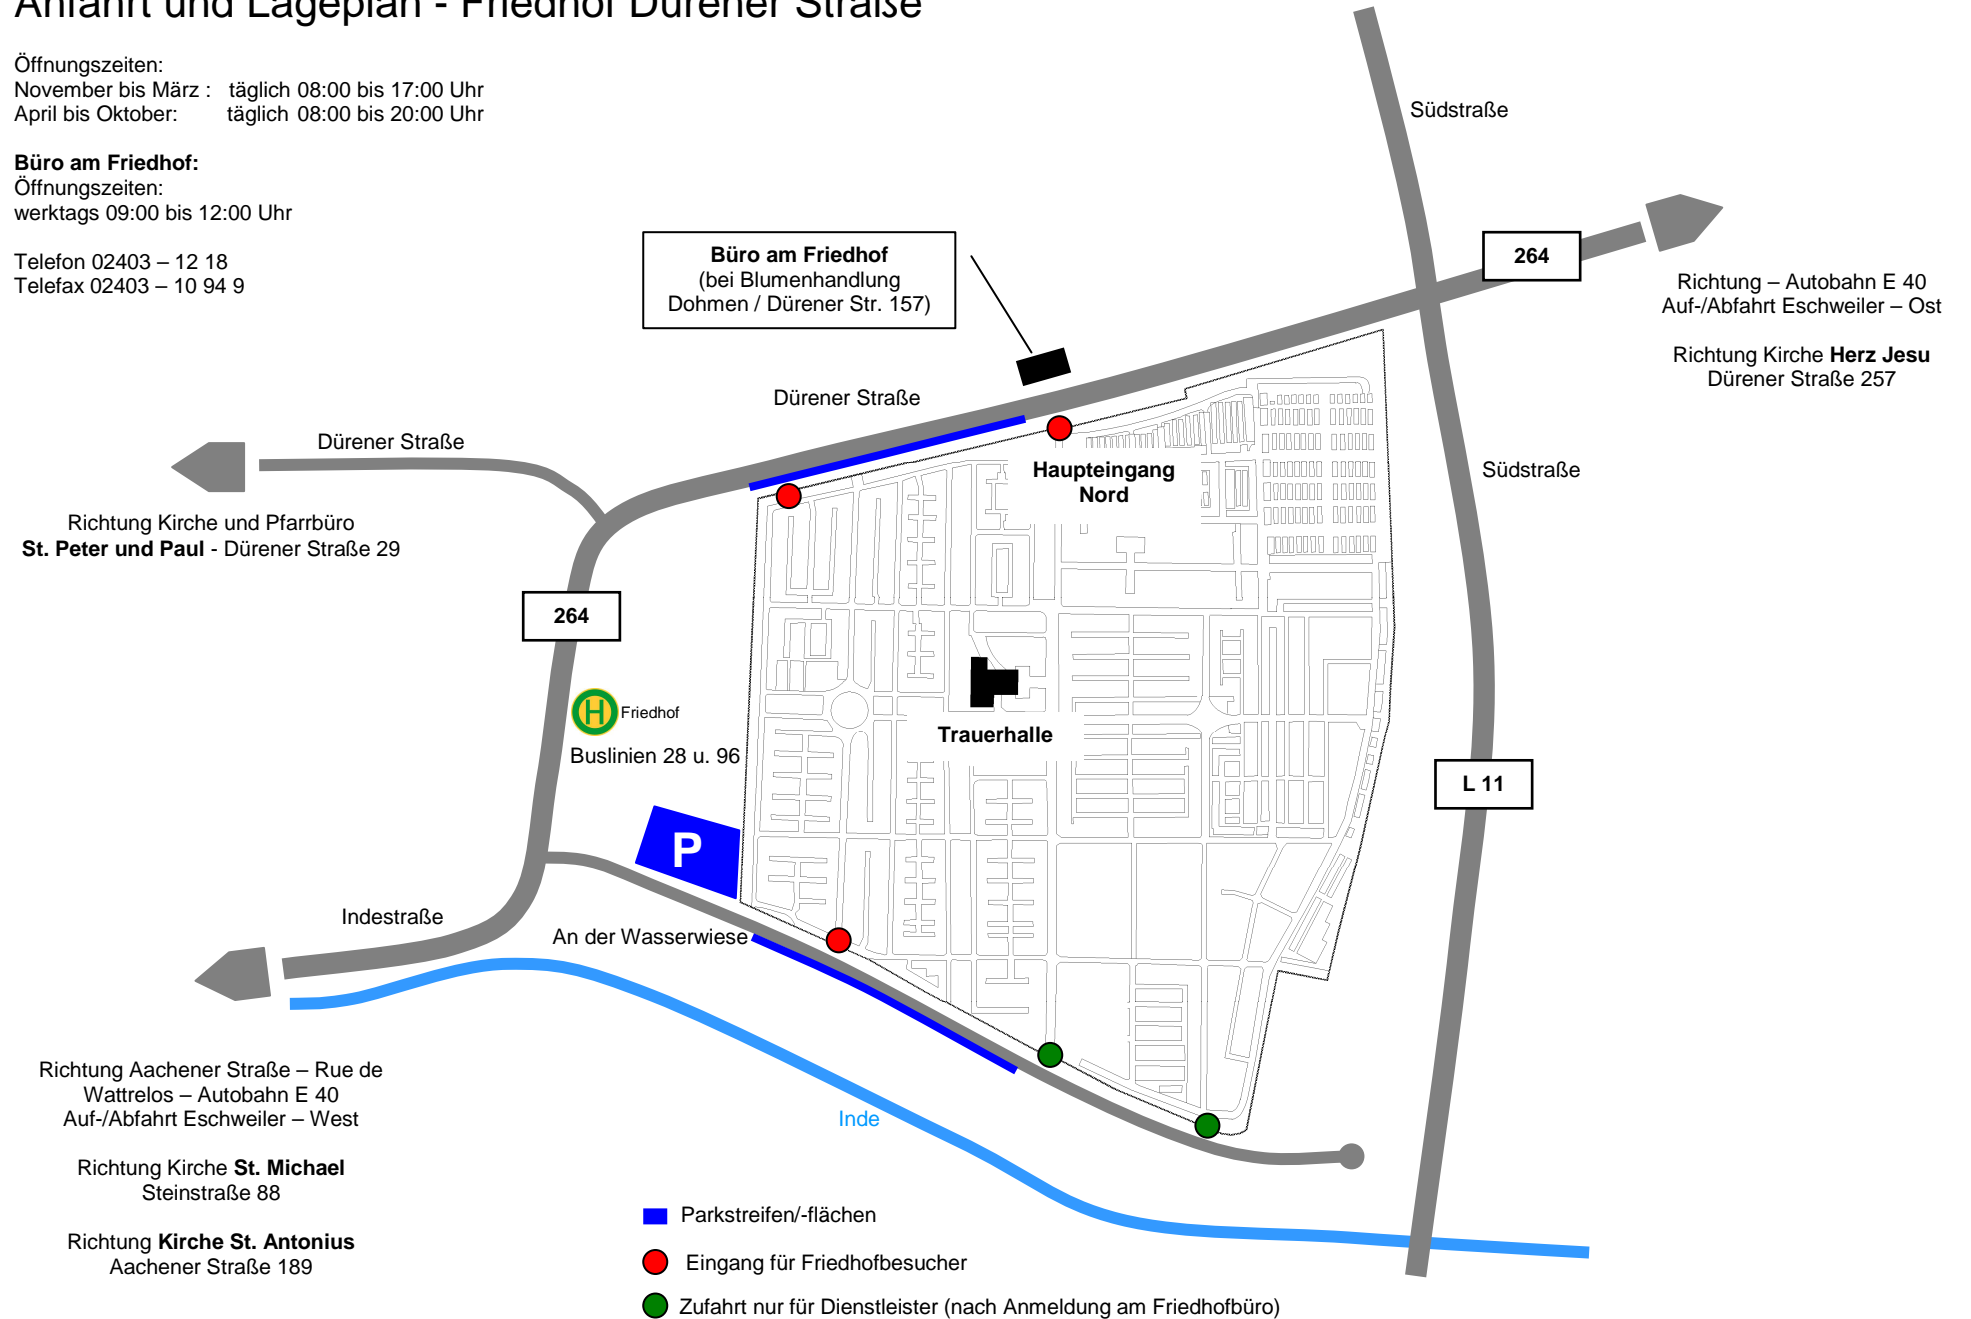 Anfahrt und Lageplan - Friedhof Dürener Straße
Öffnungszeiten:
November bis März : täglich 08:00 bis 17:00 Uhr
April bis Oktober: täglich 08:00 bis 20:00 Uhr
Büro am Friedhof:
Öffnungszeiten:
werktags 09:00 bis 12:00 Uhr
Telefon 02403 – 12 18
Telefax 02403 – 10 94 9
Büro am Friedhof
(bei Blumenhandlung
Dohmen / Dürener Str. 157)
Südstraße
264
Richtung – Autobahn E 40
Auf-/Abfahrt Eschweiler – Ost
Richtung Kirche Herz Jesu
Dürener Straße 257
Dürener Straße
Dürener Straße
Richtung Kirche und Pfarrbüro
St. Peter und Paul - Dürener Straße 29
Haupteingang
Nord
Südstraße
264
H Friedhof
Buslinien 28 u. 96
Trauerhalle
L 11
P
Indestraße
An der Wasserwiese
Richtung Aachener Straße – Rue de
Wattrelos – Autobahn E 40
Auf-/Abfahrt Eschweiler – West
Richtung Kirche St. Michael
Steinstraße 88
Richtung Kirche St. Antonius
Aachener Straße 189
Inde
Parkstreifen/-flächen
Eingang für Friedhofbesucher
Zufahrt nur für Dienstleister (nach Anmeldung am Friedhofbüro)